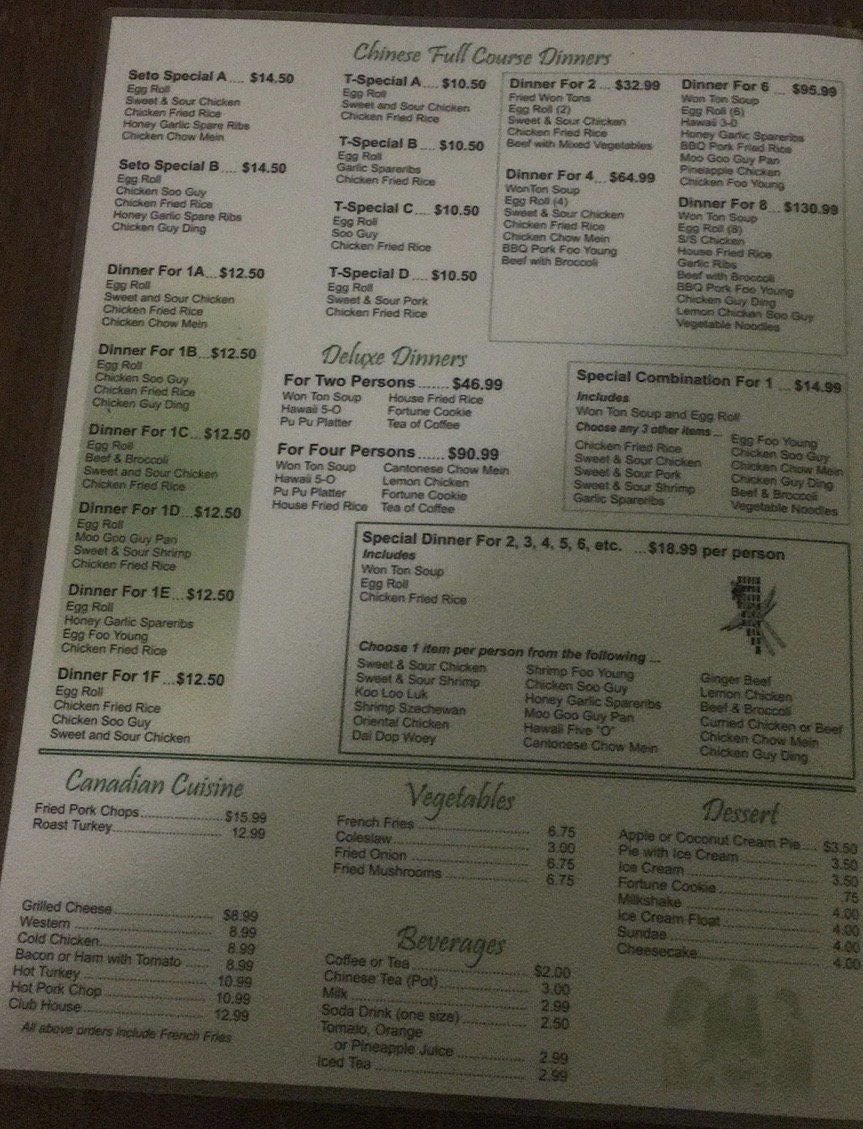 Chinese Full Course Dinners
Seto Special A .... $14.50
Egg Roll
Sweet & Sour Chicken
Chicken Fried Rice
Honey Garlic Spare Ribs
Chicken Chow Mein
Seto Special B .... $14.50
Egg Roll
Chicken Soo Guy
Chicken Fried Rice
Honey Garlic Spare Ribs
Chicken Guy Ding
Dinner For 1A ... $12.50
Egg Roll
Sweet and Sour Chicken
Chicken Fried Rice
Chicken Chow Mein
Dinner For 1B ... $12.50
Egg Roll
Chicken Soo Guy
Chicken Fried Rice
Chicken Guy Ding
Dinner For 1C ... $12.50
Egg Roll
Beef & Broccoli
Sweet and Sour Chicken
Chicken Fried Rice
Dinner For 1D ... $12.50
Egg Roll
Moo Goo Guy Pan
Sweet & Sour Shrimp
Chicken Fried Rice
Dinner For 1E ... $12.50
Egg Roll
Honey Garlic Spareribs
Egg Foo Young
Chicken Fried Rice
Dinner For 1F ... $12.50
Egg Roll
Chicken Fried Rice
Chicken Soo Guy
Sweet and Sour Chicken
T-Special A .... $10.50
Egg Roll
Sweet and Sour Chicken
Chicken Fried Rice
T-Special B .... $10.50
Egg Roll
Garlic Spareribs
Chicken Fried Rice
T-Special C .... $10.50
Egg Roll
Soo Guy
Chicken Fried Rice
T-Special D .... $10.50
Egg Roll
Sweet & Sour Pork
Chicken Fried Rice
Dinner For 2 ... $32.99
Fried Won Tons
Egg Roll (2)
Sweet & Sour Chicken
Chicken Fried Rice
Beef with Mixed Vegetables
Dinner For 4 ... $64.99
WonTon Soup
Egg Roll (4)
Sweet & Sour Chicken
Chicken Fried Rice
Chicken Chow Mein
BBQ Pork Foo Young
Beef with Broccoli
Dinner For 6 ... $95.99
Won Ton Soup
Egg Roll (6)
Hawaii 3-0
Honey Garlic Spareribs
BBQ Pork Fried Rice
Moo Goo Guy Pan
Pineapple Chicken
Chicken Foo Young
Dinner For 8 ... $130.99
Won Ton Soup
Egg Roll (8)
S/S Chicken
House Fried Rice
Garlic Ribs
Beef with Broccoli
BBQ Pork Foo Young
Chicken Guy Ding
Lemon Chicken Soo Guy
Vegetable Noodles
Deluxe Dinners
For Two Persons ....... $46.99
Won Ton Soup House Fried Rice
Hawaii 5-O Fortune Cookie
Pu Pu Platter Tea of Coffee
For Four Persons ...... $90.99
Won Ton Soup Cantonese Chow Mein
Hawaii 5-O Lemon Chicken
Pu Pu Platter Fortune Cookie
House Fried Rice Tea of Coffee
Special Combination For 1 ... $14.99
Includes
Won Ton Soup and Egg Roll
Choose any 3 other items ...
Chicken Fried Rice
Sweet & Sour Chicken
Sweet & Sour Pork
Sweet & Sour Shrimp
Garlic Spareribs
Egg Foo Young
Chicken Soo Guy
Chicken Chow Mein
Chicken Guy Ding
Beef & Broccoli
Vegetable Noodles
Special Dinner For 2, 3, 4, 5, 6, etc. ... $18.99 per person
Includes
Won Ton Soup
Egg Roll
Chicken Fried Rice
Choose 1 item per person from the following ...
Sweet & Sour Chicken
Sweet & Sour Shrimp
Koo Loo Luk
Shrimp Szechewan
Oriental Chicken
Dai Dop Woey
Shrimp Foo Young
Chicken Soo Guy
Honey Garlic Spareribs
Moo Goo Guy Pan
Hawaii Five "O"
Cantonese Chow Mein
Ginger Beef
Lemon Chicken
Beef & Broccoli
Curried Chicken or Beef
Chicken Chow Mein
Chicken Guy Ding
Canadian Cuisine
Fried Pork Chops .... $15.99
Roast Turkey .... 12.99
Grilled Cheese .... $8.99
Western .... 8.99
Cold Chicken .... 8.99
Bacon or Ham with Tomato .... 8.99
Hot Turkey .... 10.99
Hot Pork Chop .... 10.99
Club House .... 12.99
All above orders include French Fries
Vegetables
French Fries .... 6.75
Coleslaw .... 3.00
Fried Onion .... 6.75
Fried Mushrooms .... 6.75
Beverages
Coffee or Tea .... $2.00
Chinese Tea (Pot) .... 3.00
Milk .... 2.99
Soda Drink (one size) .... 2.50
Tomato, Orange
or Pineapple Juice .... 2.99
Iced Tea .... 2.99
Dessert
Apple or Coconut Cream Pie .... $3.50
Pie with Ice Cream .... 3.50
Ice Cream .... 3.50
Fortune Cookie .... .75
Milkshake .... 4.00
Ice Cream Float .... 4.00
Sundae .... 4.00
Cheesecake .... 4.00